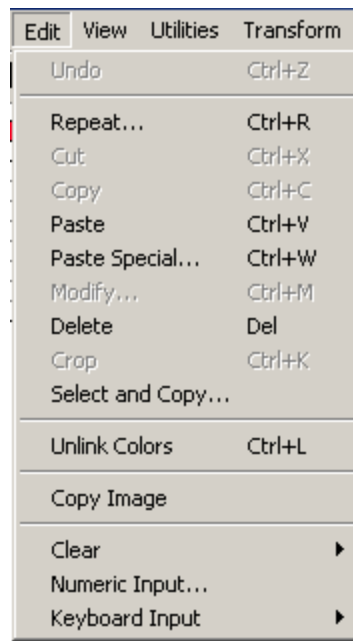 Edit View Utilities Transform
Undo Ctrl+Z
Repeat... Ctrl+R
Cut Ctrl+X
Copy Ctrl+C
Paste Ctrl+V
Paste Special... Ctrl+W
Modify... Ctrl+M
Delete Del
Crop Ctrl+K
Select and Copy...
Unlink Colors Ctrl+L
Copy Image
Clear
Numeric Input...
Keyboard Input